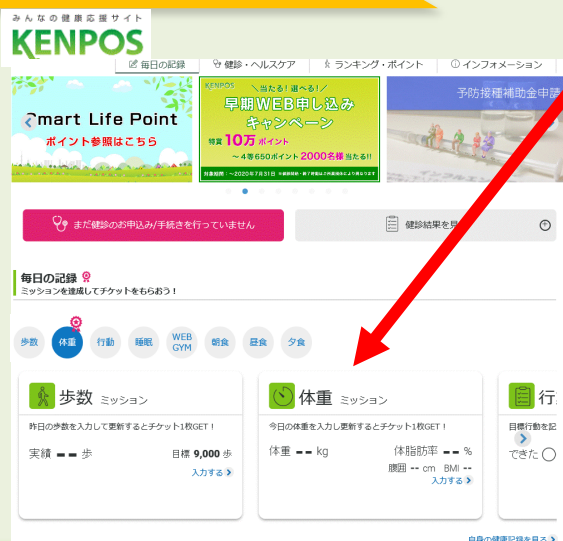 みんなの健康応援サイト
KENPOS
毎日の記録
健診・ヘルスケア
ランキング・ポイント
インフォメーション
Smart Life Point
ポイント参照はこちら
KENPOS
＼当たる! 選べる!／
早期WEB申し込み
キャンペーン
特賞 10万ポイント
～4等650ポイント 2000名様 当たる!!
対象期間：～2020年7月31日
予防接種補助金申請
まだ健診のお申込み/手続きを行っていません
健診結果を見
毎日の記録
ミッションを達成してチケットをもらおう！
歩数
体重
行動
睡眠
WEB GYM
朝食
昼食
夕食
歩数 ミッション
昨日の歩数を入力して更新するとチケット1枚GET！
実績 -- 歩 目標 9,000 歩
入力する
体重 ミッション
今日の体重を入力し更新するとチケット1枚GET！
体重 -- kg 体脂肪率 -- %
腹囲 -- cm BMI --
入力する
行
目標行動を記
できた
自身の健康記録を見る